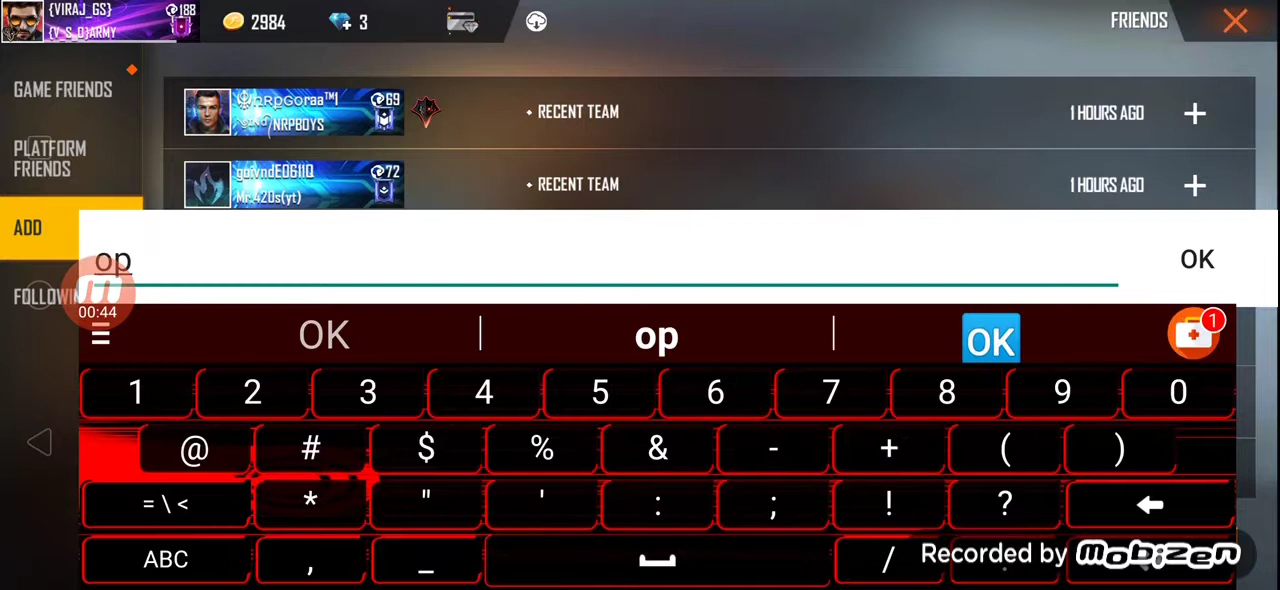 {VIRAJ_GS}
188
{V_S_D}ARMY
2984
3
FRIENDS
GAME FRIENDS
PLATFORM
FRIENDS
ADD
69
NRPBOYS
RECENT TEAM
1 HOURS AGO
72
Mr.420s(yt)
RECENT TEAM
1 HOURS AGO
op
OK
00:44
OK
op
OK
1
1 2 3 4 5 6 7 8 9 0
@ # $ % & - + ( )
= \ < * " ' : ; ! ?
ABC , _ /
Recorded by mobizen